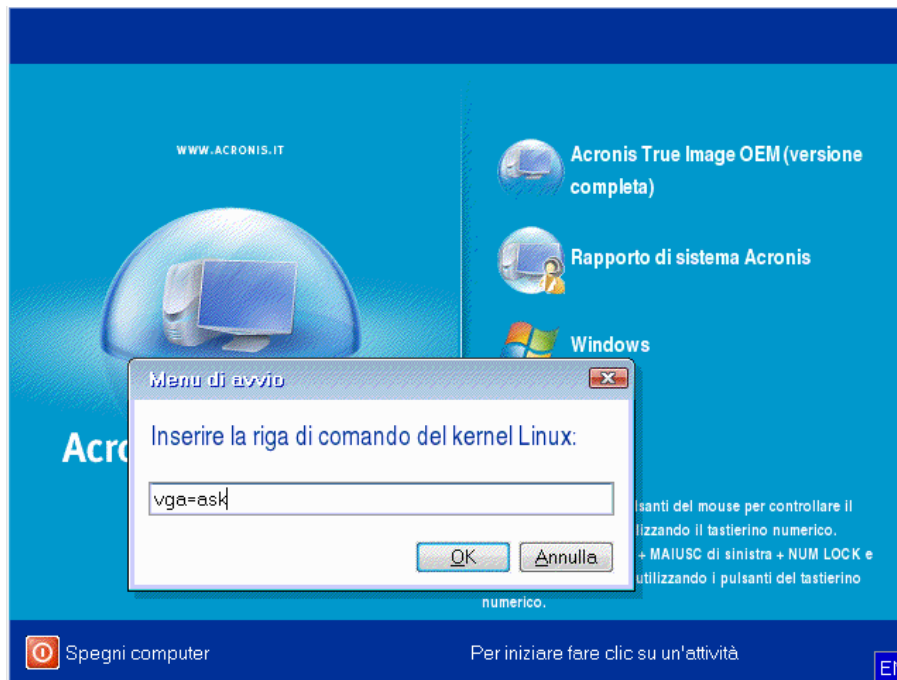 WWW.ACRONIS.IT
Acronis True Image OEM (versione
completa)
Rapporto di sistema Acronis
Windows
Menu di avvio
Inserire la riga di comando del kernel Linux:
vga=ask
OK
Annulla
Acro
lsanti del mouse per controllare il
ilizzando il tastierino numerico.
+ MAIUSC di sinistra + NUM LOCK e
utilizzando i pulsanti del tastierino
numerico.
Spegni computer
Per iniziare fare clic su un'attività
EN